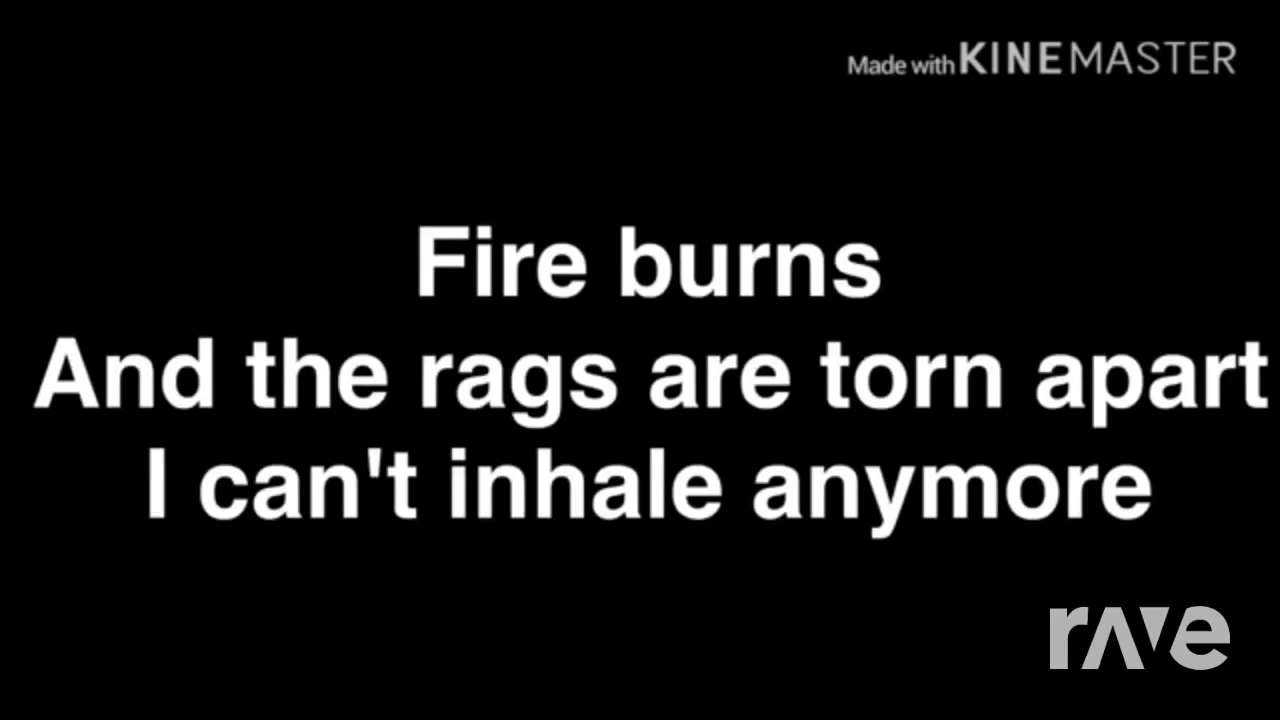 Made with KINEMASTER
Fire burns
And the rags are torn apart
I can't inhale anymore
rave